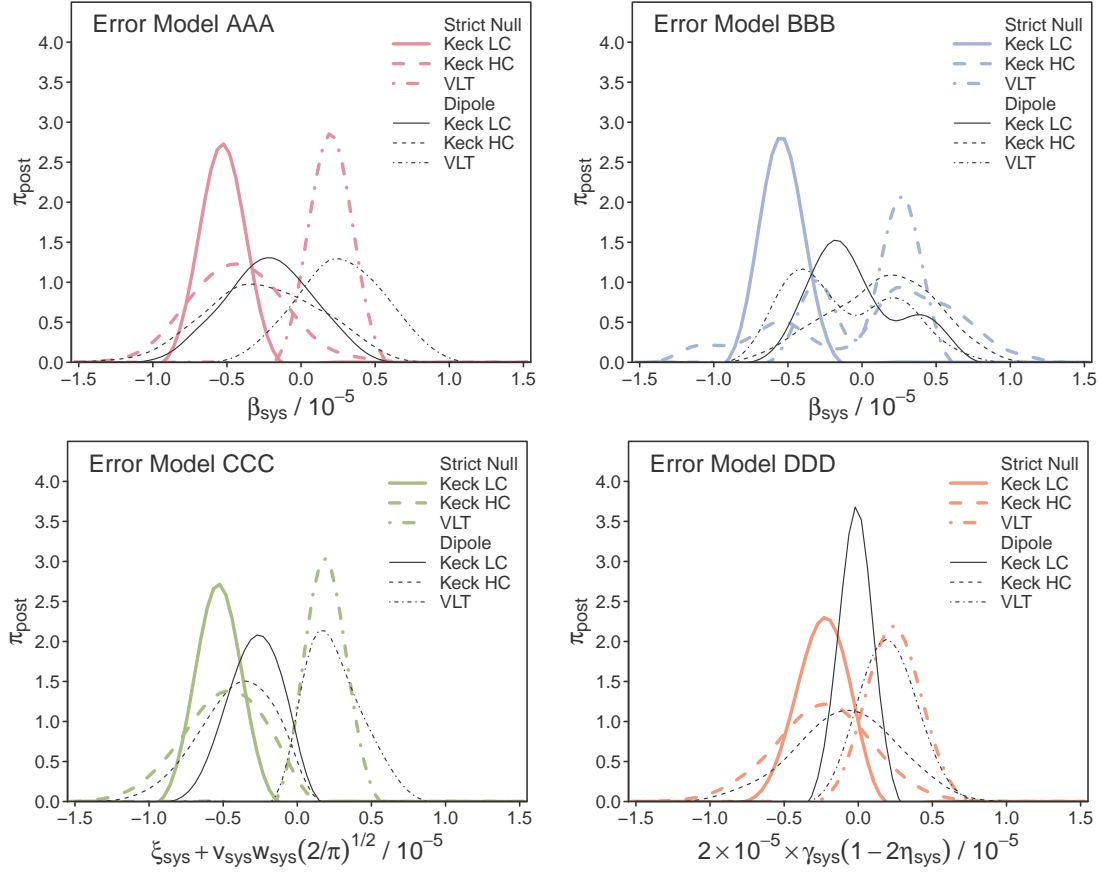 Error Model AAA
Strict Null
Keck LC
Keck HC
VLT
Dipole
Keck LC
Keck HC
VLT
π_post
4.0
3.5
3.0
2.5
2.0
1.5
1.0
0.5
0.0
−1.5 −1.0 −0.5 0.0 0.5 1.0 1.5
β_sys / 10^−5
Error Model BBB
Strict Null
Keck LC
Keck HC
VLT
Dipole
Keck LC
Keck HC
VLT
π_post
4.0
3.5
3.0
2.5
2.0
1.5
1.0
0.5
0.0
−1.5 −1.0 −0.5 0.0 0.5 1.0 1.5
β_sys / 10^−5
Error Model CCC
Strict Null
Keck LC
Keck HC
VLT
Dipole
Keck LC
Keck HC
VLT
π_post
4.0
3.5
3.0
2.5
2.0
1.5
1.0
0.5
0.0
−1.5 −1.0 −0.5 0.0 0.5 1.0 1.5
ξ_sys + ν_sys w_sys (2/π)^1/2 / 10^−5
Error Model DDD
Strict Null
Keck LC
Keck HC
VLT
Dipole
Keck LC
Keck HC
VLT
π_post
4.0
3.5
3.0
2.5
2.0
1.5
1.0
0.5
0.0
−1.5 −1.0 −0.5 0.0 0.5 1.0 1.5
2 × 10^−5 × γ_sys (1 − 2η_sys) / 10^−5